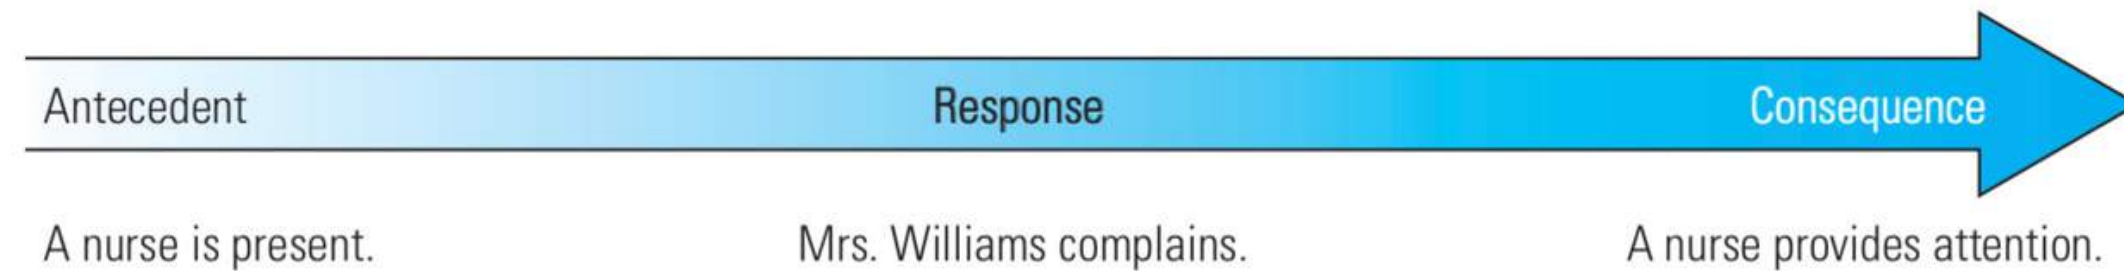 Antecedent Response Consequence
A nurse is present. Mrs. Williams complains. A nurse provides attention.